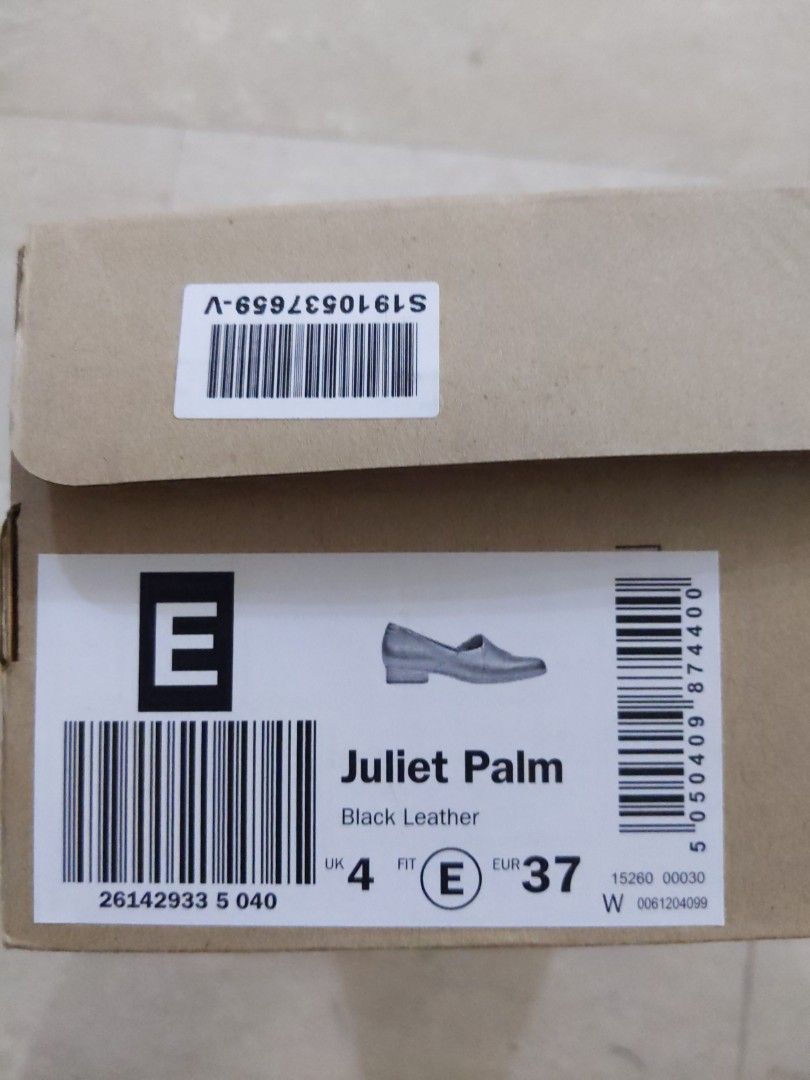 S1910537659-V
E
Juliet Palm
Black Leather
UK 4 FIT E EUR 37
26142933 5 040
5 050409 874400
15260 00030
W 0061204099